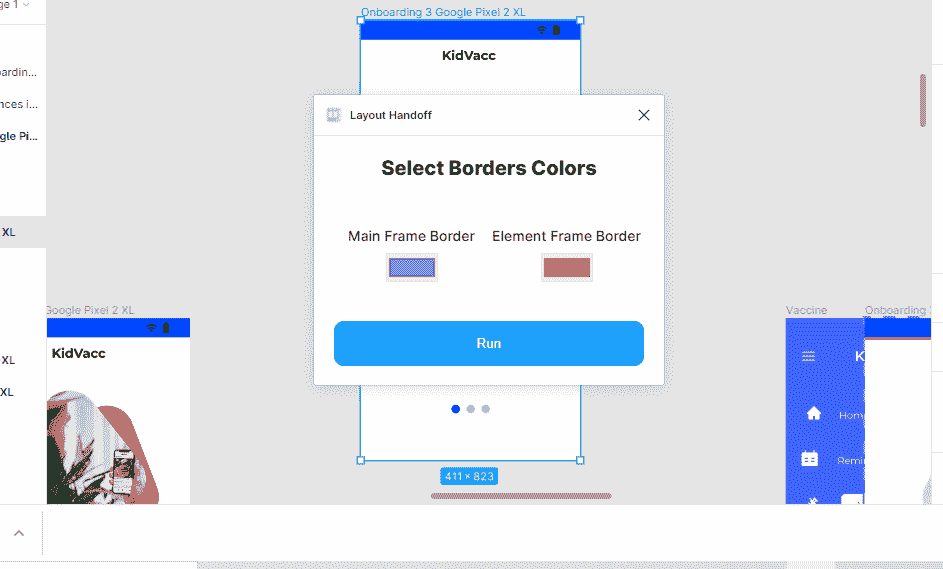 ge 1
Onboarding 3 Google Pixel 2 XL
KidVacc
ardin...
nces i...
gle Pi...
Layout Handoff
Select Borders Colors
Main Frame Border Element Frame Border
XL
Run
Google Pixel 2 XL
KidVacc
Vaccine
Onboarding
K
XL
XL
Hom
Remi
411 × 823